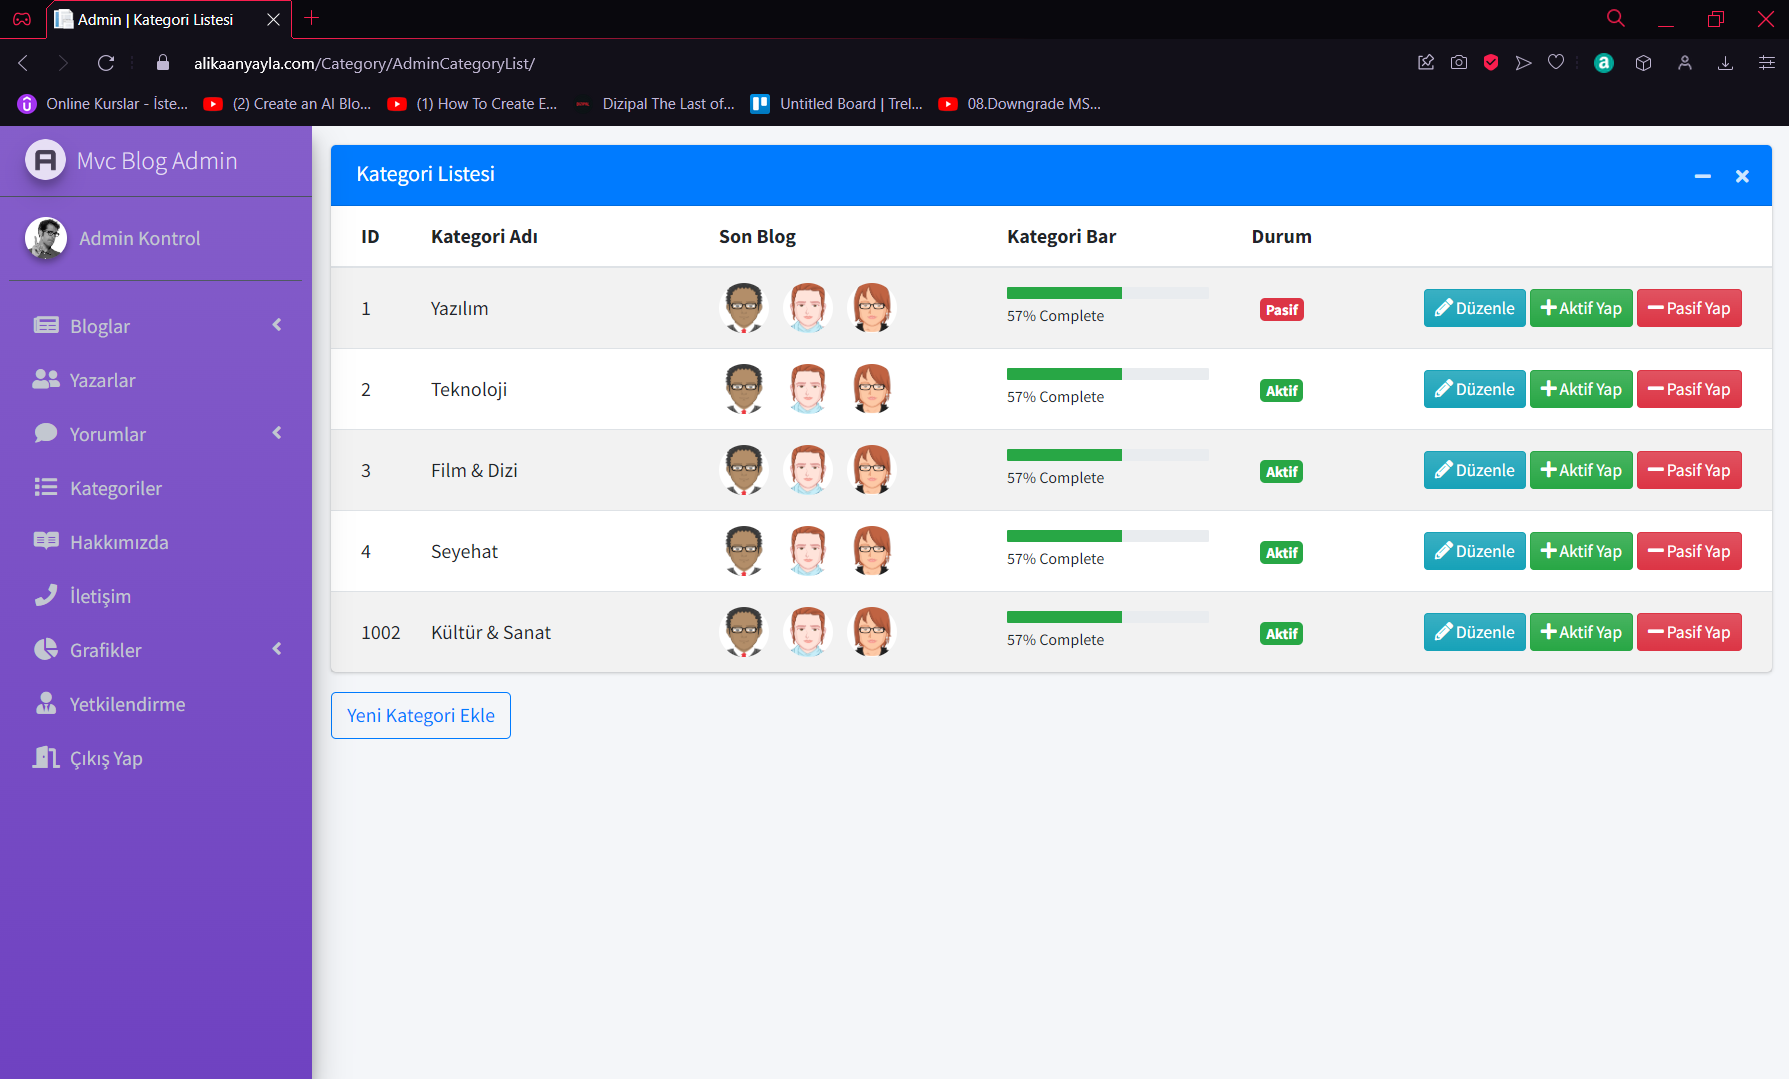 Admin | Kategori Listesi
alikaanyayla.com/Category/AdminCategoryList/
Online Kurslar - İste... (2) Create an AI Blo... (1) How To Create E... Dizipal The Last of... Untitled Board | Trel... 08.Downgrade MS...
Mvc Blog Admin
Admin Kontrol
Bloglar
Yazarlar
Yorumlar
Kategoriler
Hakkımızda
İletişim
Grafikler
Yetkilendirme
Çıkış Yap
Kategori Listesi
ID Kategori Adı Son Blog Kategori Bar Durum
1 Yazılım 57% Complete Pasif Düzenle Aktif Yap Pasif Yap
2 Teknoloji 57% Complete Aktif Düzenle Aktif Yap Pasif Yap
3 Film & Dizi 57% Complete Aktif Düzenle Aktif Yap Pasif Yap
4 Seyehat 57% Complete Aktif Düzenle Aktif Yap Pasif Yap
1002 Kültür & Sanat 57% Complete Aktif Düzenle Aktif Yap Pasif Yap
Yeni Kategori Ekle